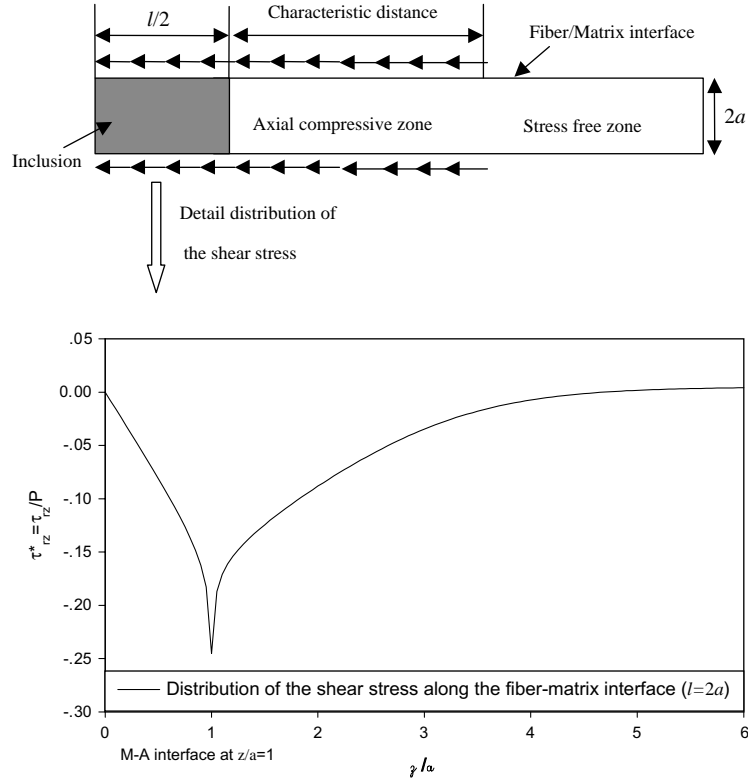 Characteristic distance
l/2
Fiber/Matrix interface
Axial compressive zone
Stress free zone
2a
Inclusion
Detail distribution of
the shear stress
.05
0.00
-.05
-.10
-.15
-.20
-.25
-.30
τ*rz=τrz/P
Distribution of the shear stress along the fiber-matrix interface (l=2a)
0 1 2 3 4 5 6
M-A interface at z/a=1
z/a